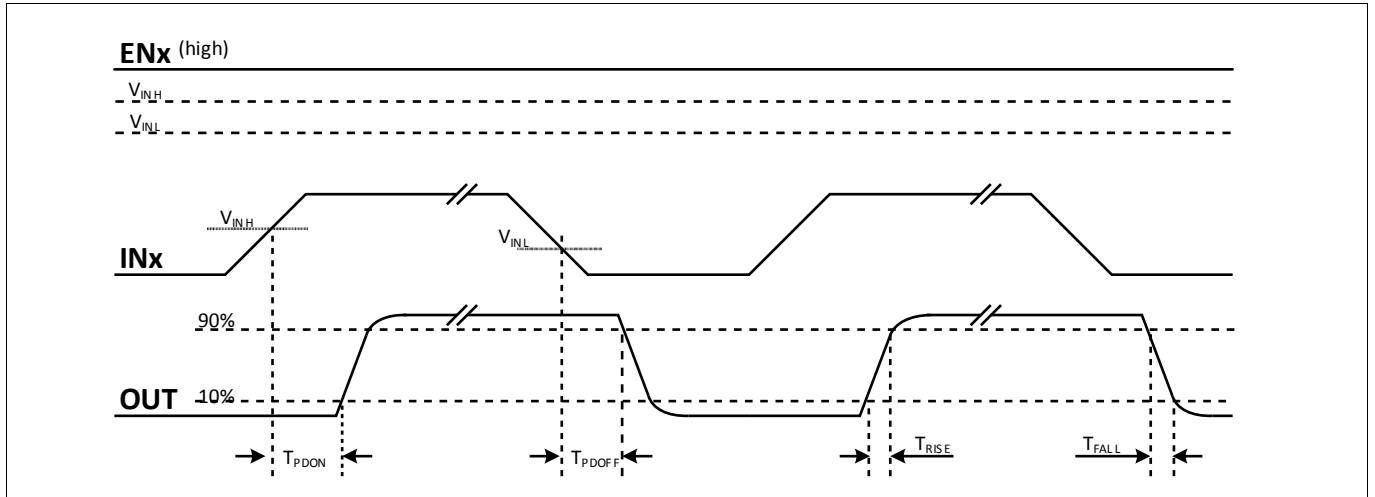 ENx (high)
VINH
VINL
VINH
VINL
INx
90%
OUT 10%
TPDON TPDOFF TRISE TFALL